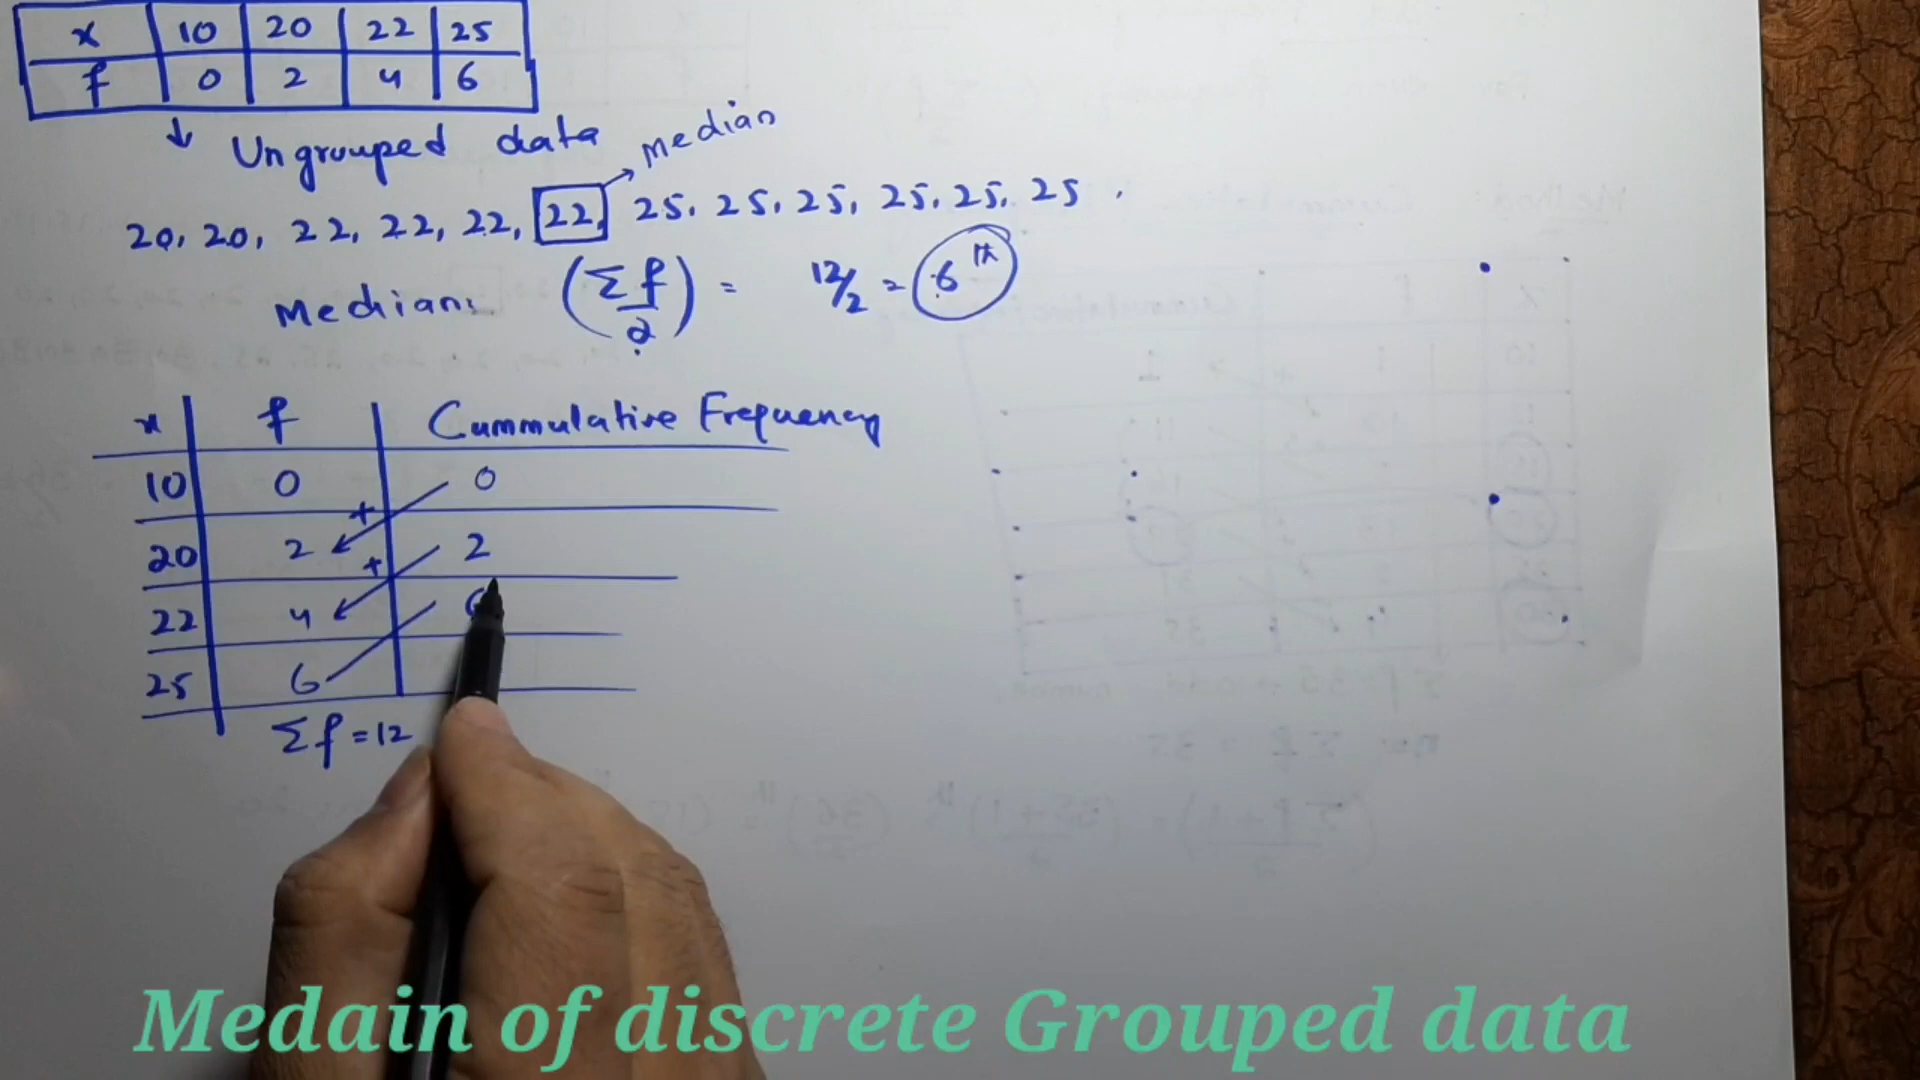 x 10 20 22 25
f 0 2 4 6
↓ Ungrouped data
Median
20, 20, 22, 22, 22, 22, 25, 25, 25, 25, 25, 25.
Median: (Σf/2) = 12/2 = 6th
x f Cummulative Frequency
10 0 0
+
20 2 2
+
22 4 6
25 6
Σf = 12
Medain of discrete Grouped data